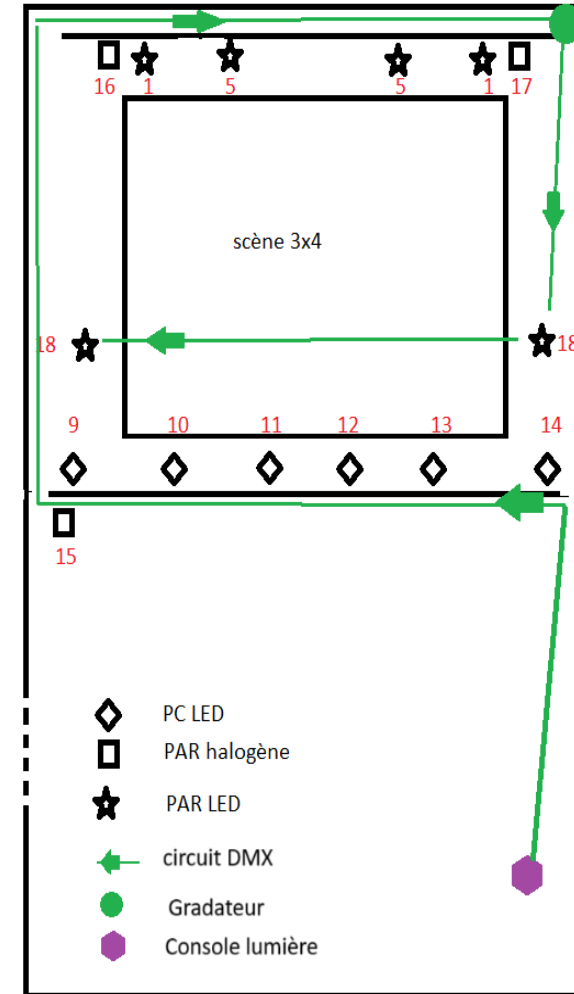 16 1 5 5 1 17
scène 3x4
18 18
9 10 11 12 13 14
15
PC LED
PAR halogène
PAR LED
circuit DMX
Gradateur
Console lumière